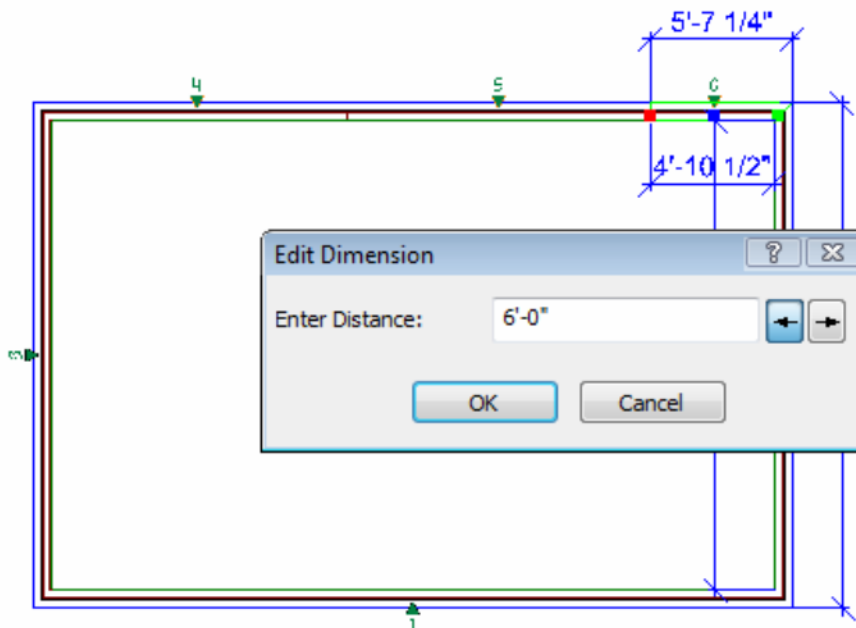 5'-7 1/4"
4
5
6
4'-10 1/2"
Edit Dimension
Enter Distance:
6'-0"
OK
Cancel
3
1